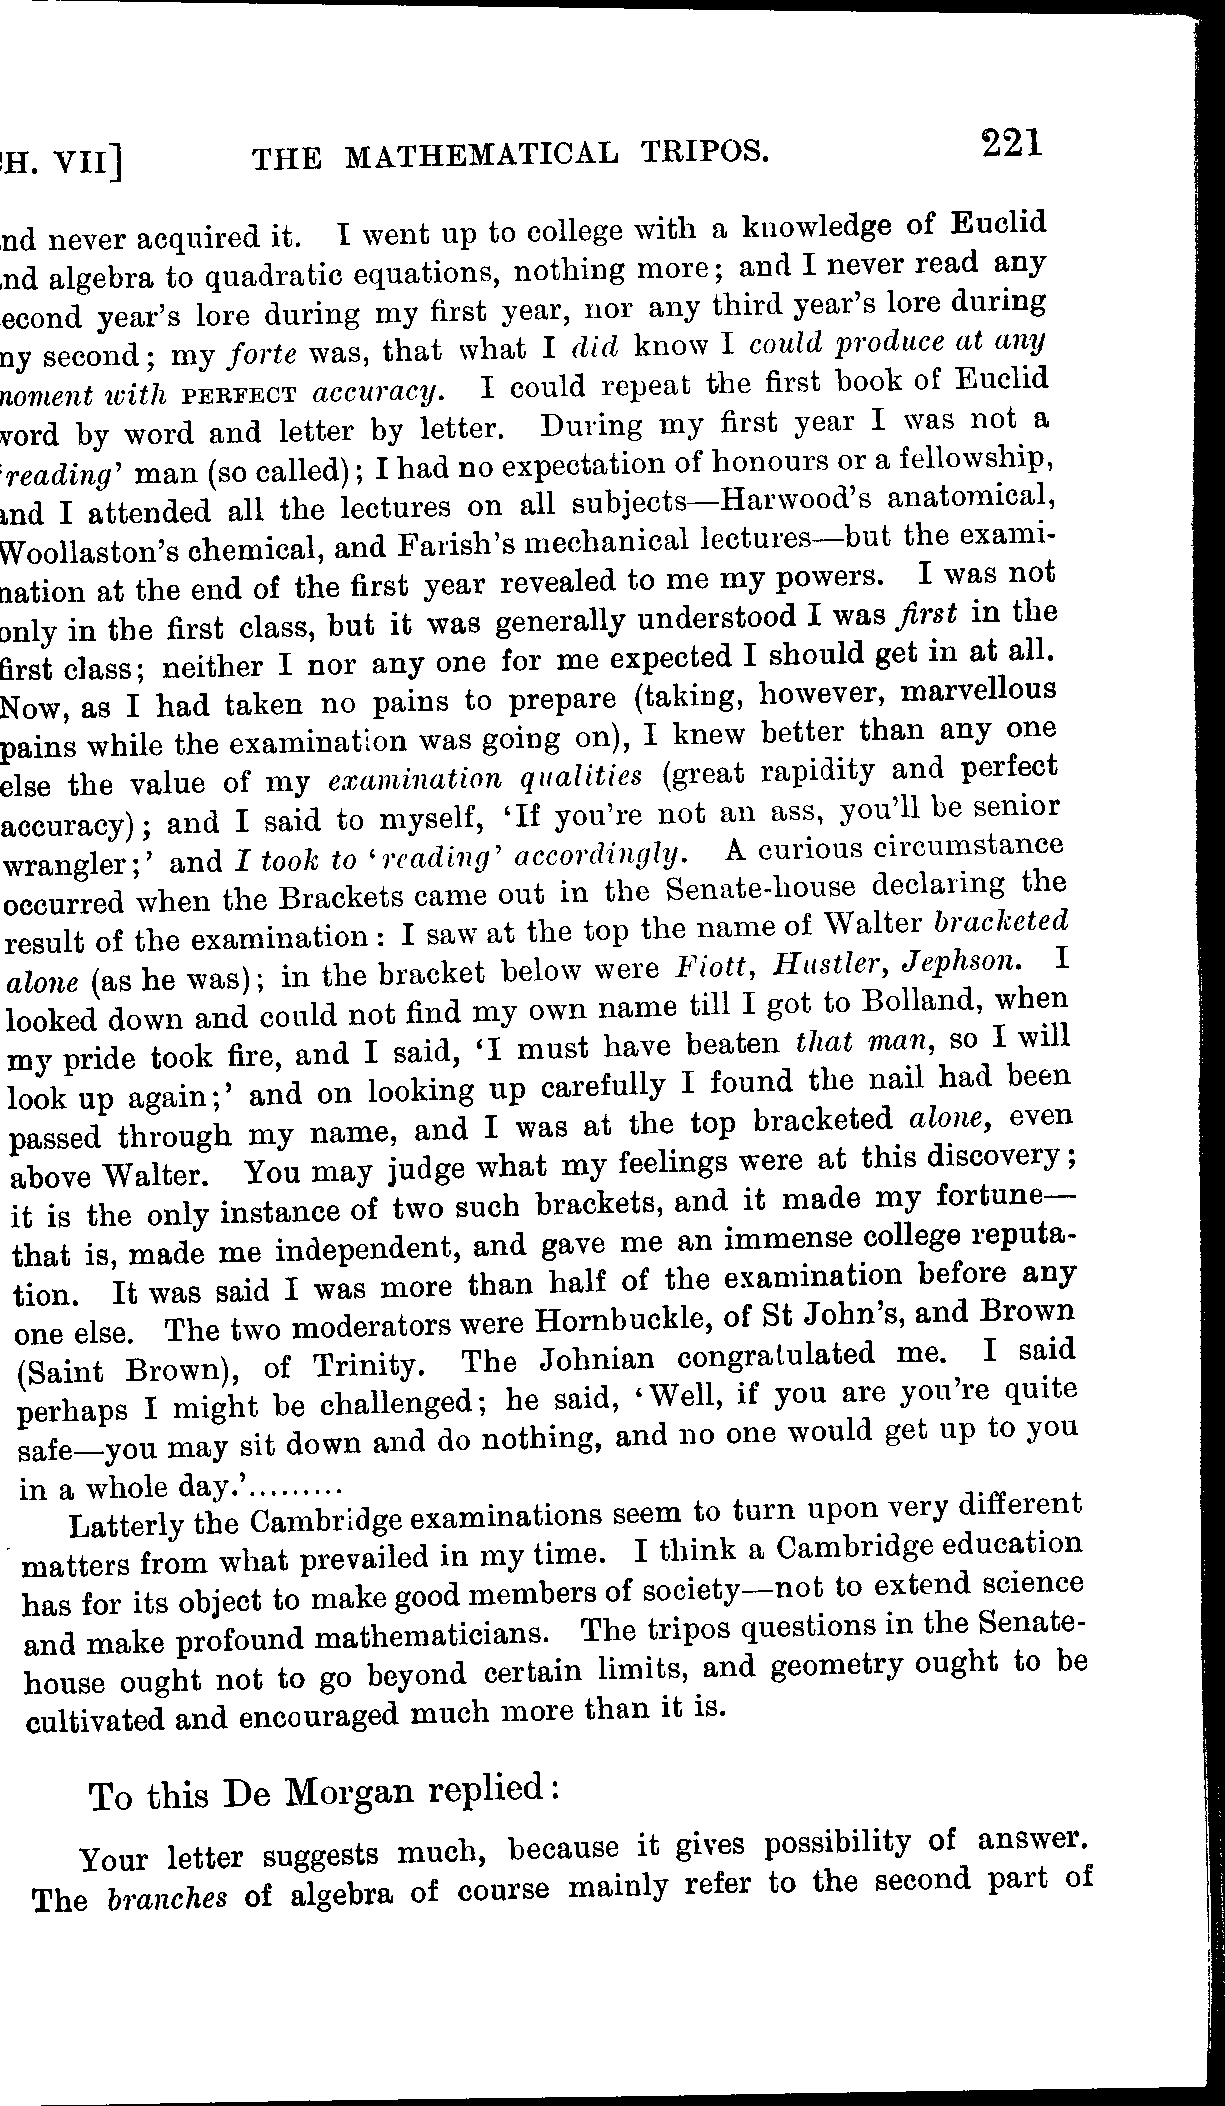 H. VII] THE MATHEMATICAL TRIPOS. 221
nd never acquired it. I went up to college with a knowledge of Euclid
nd algebra to quadratic equations, nothing more; and I never read any
econd year's lore during my first year, nor any third year's lore during
ny second; my forte was, that what I did know I could produce at any
noment with PERFECT accuracy. I could repeat the first book of Euclid
word by word and letter by letter. During my first year I was not a
'reading' man (so called); I had no expectation of honours or a fellowship,
and I attended all the lectures on all subjects—Harwood's anatomical,
Woollaston's chemical, and Farish's mechanical lectures—but the exami-
nation at the end of the first year revealed to me my powers. I was not
only in the first class, but it was generally understood I was first in the
first class; neither I nor any one for me expected I should get in at all.
Now, as I had taken no pains to prepare (taking, however, marvellous
pains while the examination was going on), I knew better than any one
else the value of my examination qualities (great rapidity and perfect
accuracy); and I said to myself, 'If you're not an ass, you'll be senior
wrangler;' and I took to 'reading' accordingly. A curious circumstance
occurred when the Brackets came out in the Senate-house declaring the
result of the examination: I saw at the top the name of Walter bracketed
alone (as he was); in the bracket below were Fiott, Hustler, Jephson. I
looked down and could not find my own name till I got to Bolland, when
my pride took fire, and I said, 'I must have beaten that man, so I will
look up again;' and on looking up carefully I found the nail had been
passed through my name, and I was at the top bracketed alone, even
above Walter. You may judge what my feelings were at this discovery;
it is the only instance of two such brackets, and it made my fortune—
that is, made me independent, and gave me an immense college reputa-
tion. It was said I was more than half of the examination before any
one else. The two moderators were Hornbuckle, of St John's, and Brown
(Saint Brown), of Trinity. The Johnian congratulated me. I said
perhaps I might be challenged; he said, 'Well, if you are you're quite
safe—you may sit down and do nothing, and no one would get up to you
in a whole day.'.........
Latterly the Cambridge examinations seem to turn upon very different
matters from what prevailed in my time. I think a Cambridge education
has for its object to make good members of society—not to extend science
and make profound mathematicians. The tripos questions in the Senate-
house ought not to go beyond certain limits, and geometry ought to be
cultivated and encouraged much more than it is.
To this De Morgan replied:
Your letter suggests much, because it gives possibility of answer.
The branches of algebra of course mainly refer to the second part of